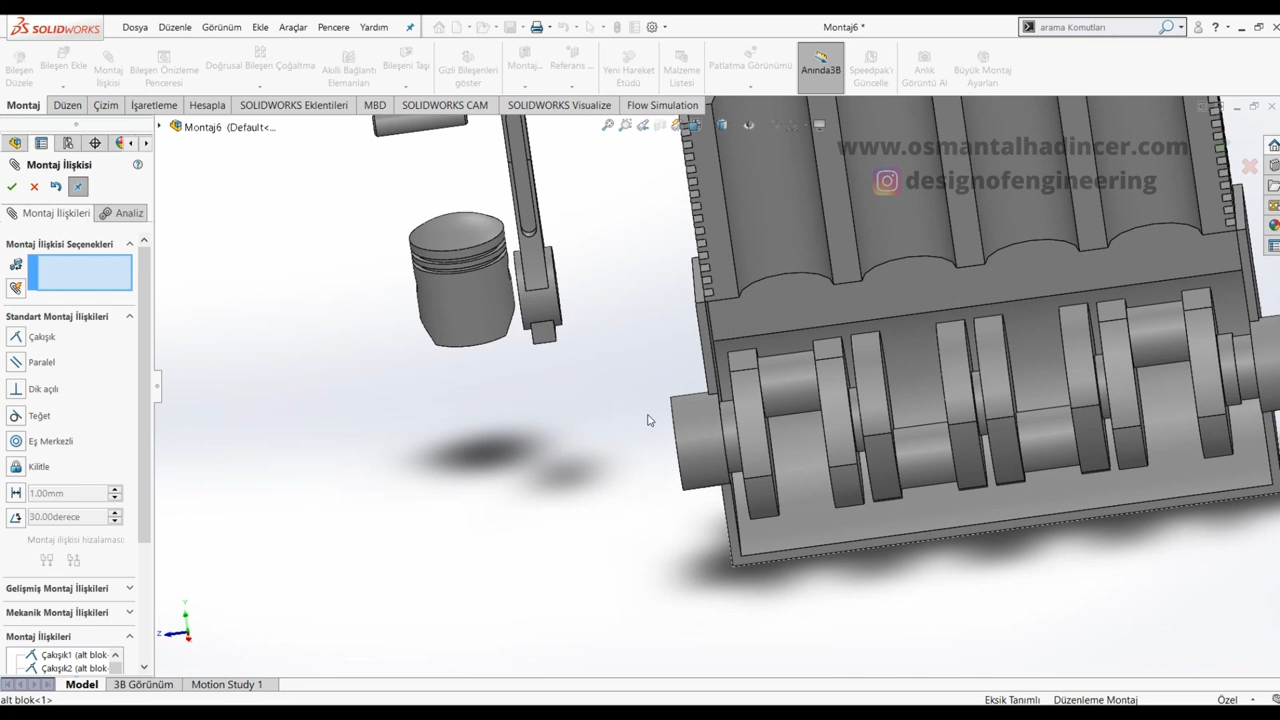 SOLIDWORKS
Dosya Düzenle Görünüm Ekle Araçlar Pencere Yardım
Montaj6 *
arama Komutları
Bileşen Düzenle
Bileşen Ekle
Montaj İlişkisi
Bileşen Önizleme Penceresi
Doğrusal Bileşen Çoğaltma
Akıllı Bağlantı Elemanları
Bileşeni Taşı
Gizli Bileşenleri göster
Montaj...
Referans ...
Yeni Hareket Etüdü
Malzeme Listesi
Patlatma Görünümü
Anında3B
Speedpak'ı Güncelle
Anlık Görüntü Al
Büyük Montaj Ayarları
Montaj Düzen Çizim İşaretleme Hesapla SOLIDWORKS Eklentileri MBD SOLIDWORKS CAM SOLIDWORKS Visualize Flow Simulation
Montaj6 (Default<...
www.osmantalhadincer.com
designofengineering
Montaj İlişkisi
Montaj İlişkileri Analiz
Montaj İlişkisi Seçenekleri
Standart Montaj İlişkileri
Çakışık
Paralel
Dik açılı
Teğet
Eş Merkezli
Kilitle
1.00mm
30.00derece
Montaj ilişkisi hizalaması:
Gelişmiş Montaj İlişkileri
Mekanik Montaj İlişkileri
Montaj İlişkileri
Çakışık1 (alt blok
Çakışık2 (alt blok
Y
Z
Model 3B Görünüm Motion Study 1
alt blok<1>
Eksik Tanımlı Düzenleme Montaj Özel